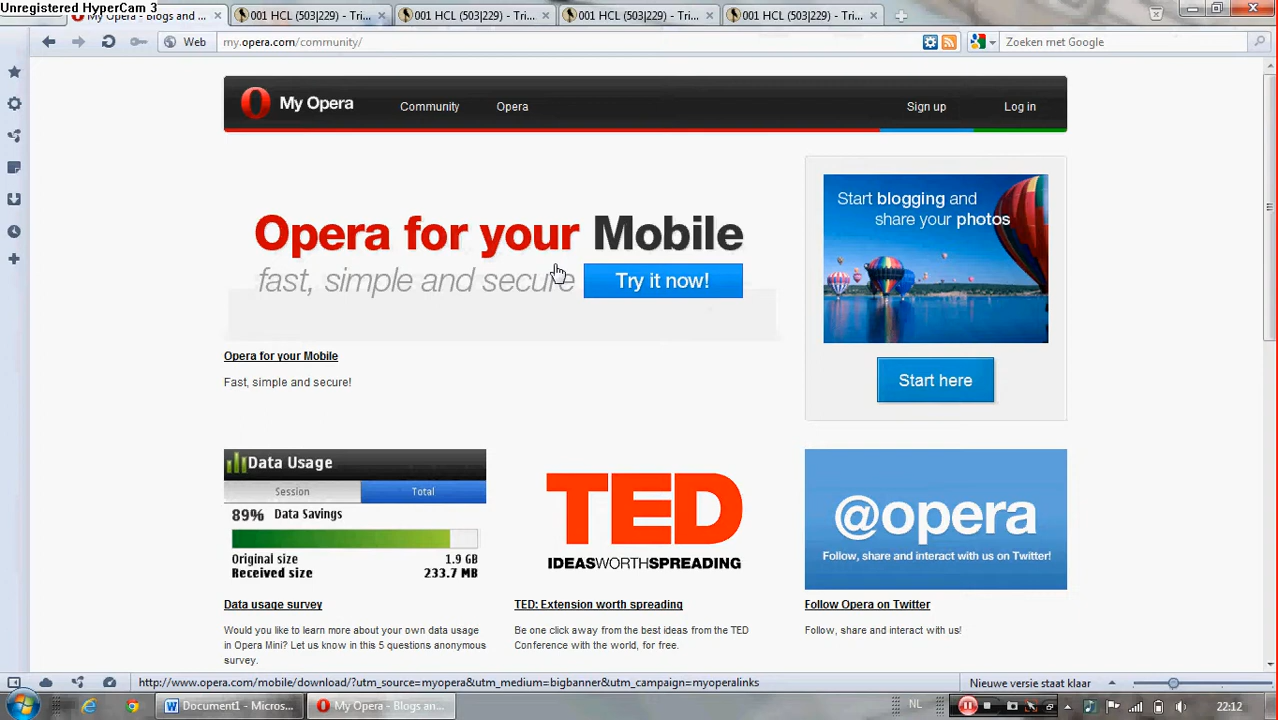 Unregistered HyperCam 3
My Opera - Blogs and ...
001 HCL (503|229) - Tri...
001 HCL (503|229) - Tri...
001 HCL (503|229) - Tri...
001 HCL (503|229) - Tri...
Web
my.opera.com/community/
Zoeken met Google
My Opera
Community
Opera
Sign up
Log in
Opera for your Mobile
fast, simple and secure
Try it now!
Start blogging and
share your photos
Start here
Opera for your Mobile
Fast, simple and secure!
Data Usage
Session
Total
89% Data Savings
Original size 1.9 GB
Received size 233.7 MB
TED
IDEASWORTHSPREADING
@opera
Follow, share and interact with us on Twitter!
Data usage survey
Would you like to learn more about your own data usage
in Opera Mini? Let us know in this 5 questions anonymous
survey.
TED: Extension worth spreading
Be one click away from the best ideas from the TED
Conference with the world, for free.
Follow Opera on Twitter
Follow, share and interact with us!
http://www.opera.com/mobile/download/?utm_source=myopera&utm_medium=bigbanner&utm_campaign=myoperalinks
Nieuwe versie staat klaar
Document1 - Micros...
My Opera - Blogs an...
NL
22:12